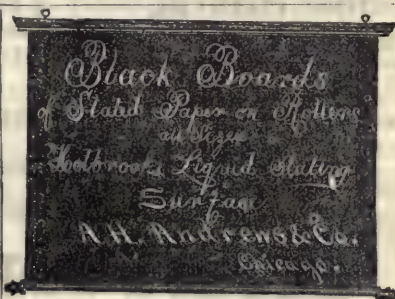 Black Boards
of Slated Paper on Rollers
all Sizes
Holbrook's Liquid Slating
Surface
A.H. Andrews & Co.
Chicago.